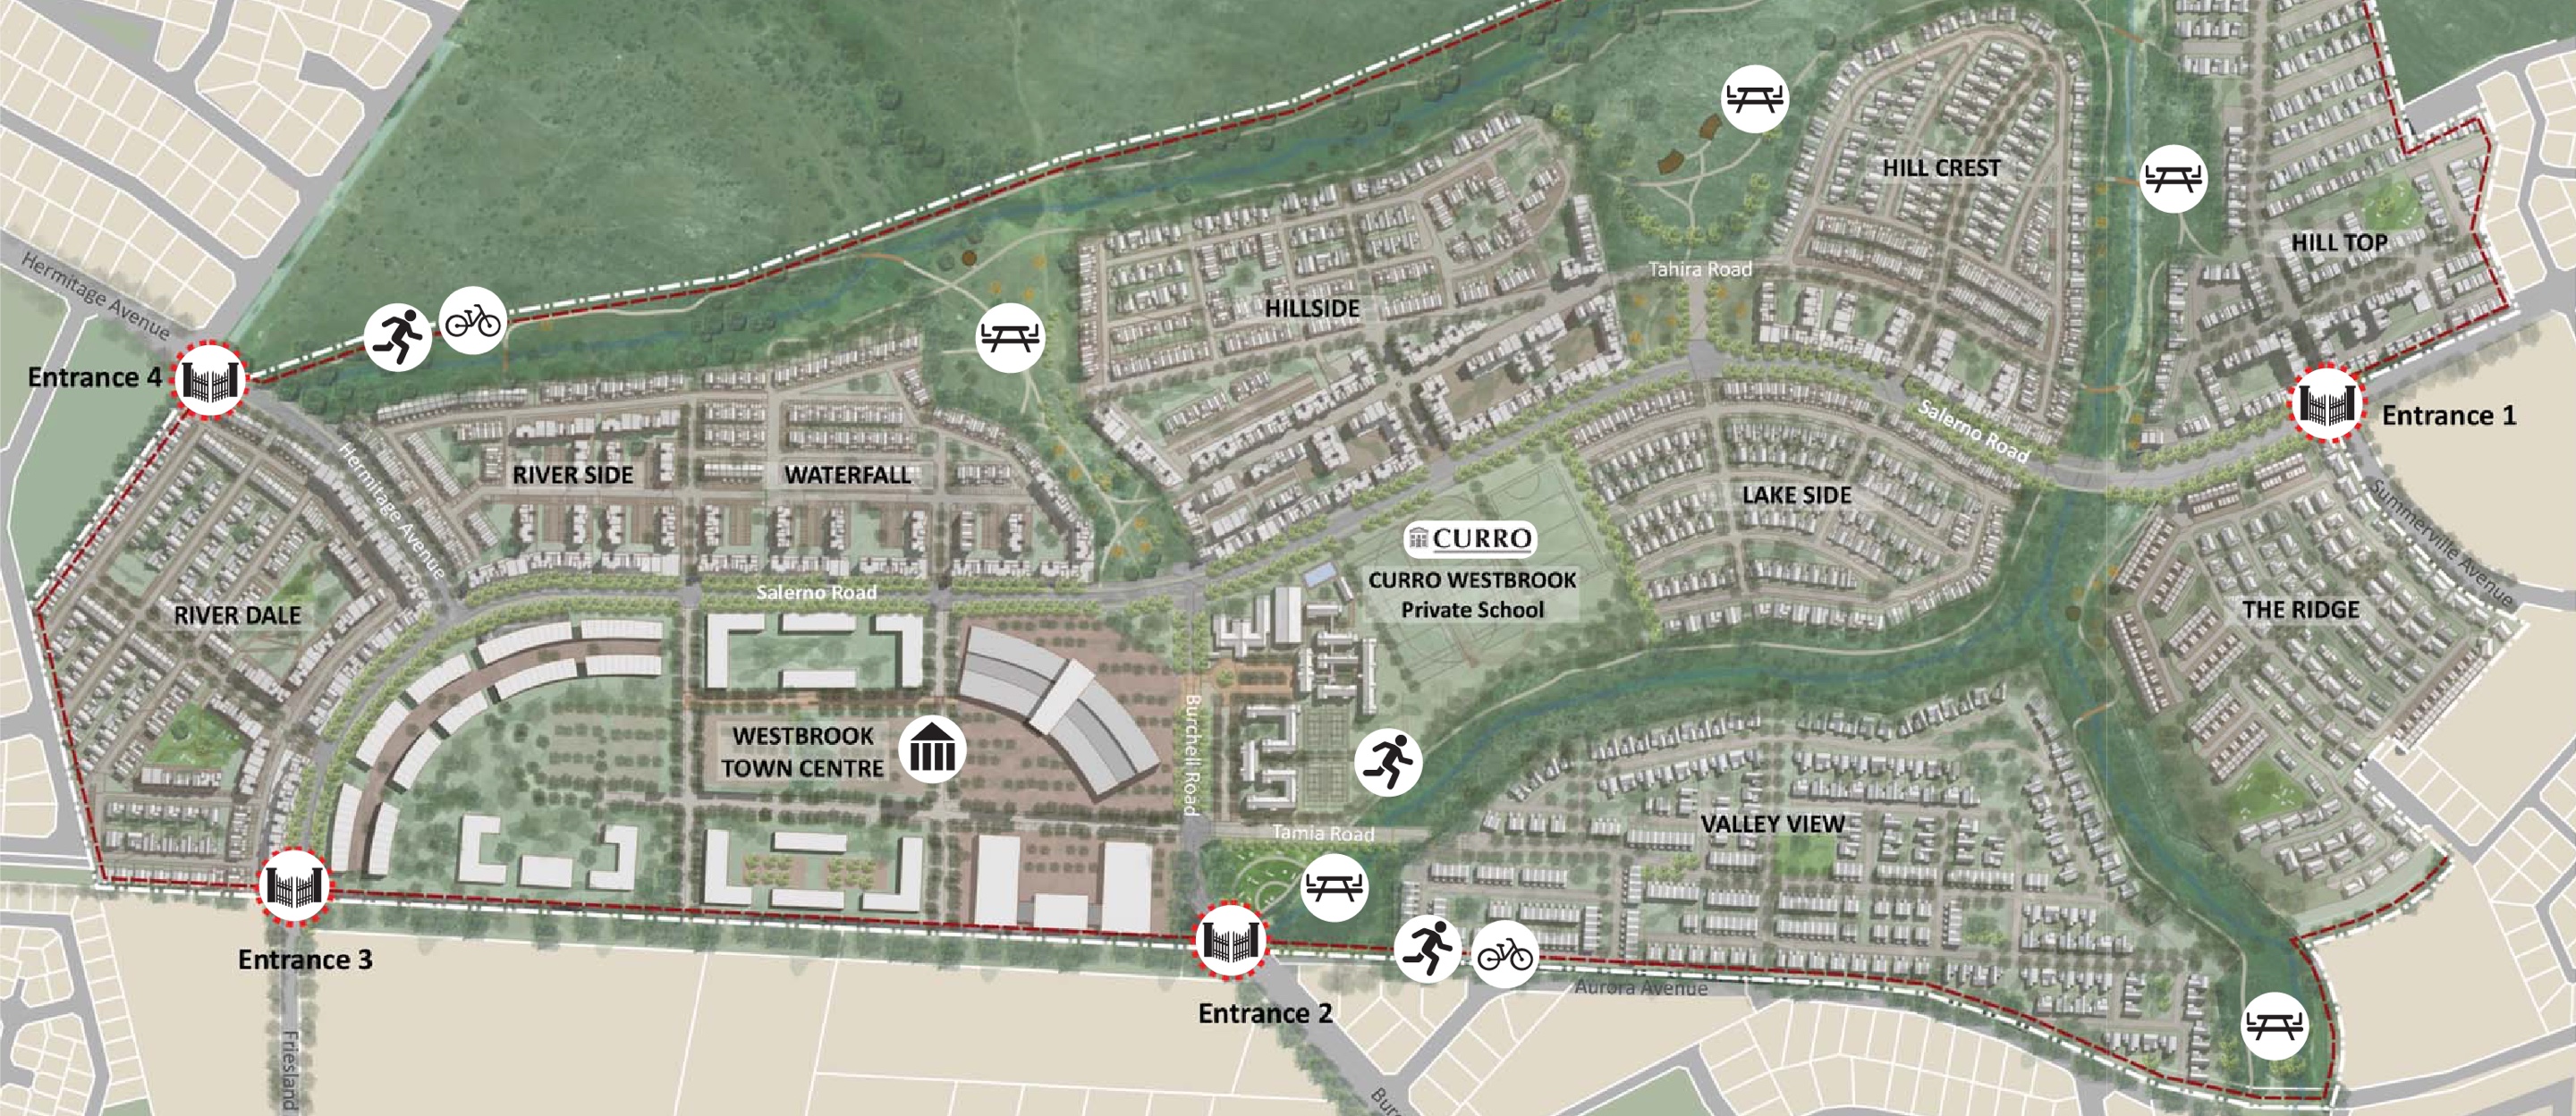 HILL CREST
HILL TOP
Hermitage Avenue
Tahira Road
HILLSIDE
Entrance 4
Entrance 1
Salerno Road
Hermitage Avenue
RIVER SIDE
WATERFALL
LAKE SIDE
Summerville Avenue
CURRO
CURRO WESTBROOK
Private School
Salerno Road
RIVER DALE
THE RIDGE
WESTBROOK
TOWN CENTRE
Burchell Road
Tamia Road
VALLEY VIEW
Entrance 3
Aurora Avenue
Entrance 2
Friesland